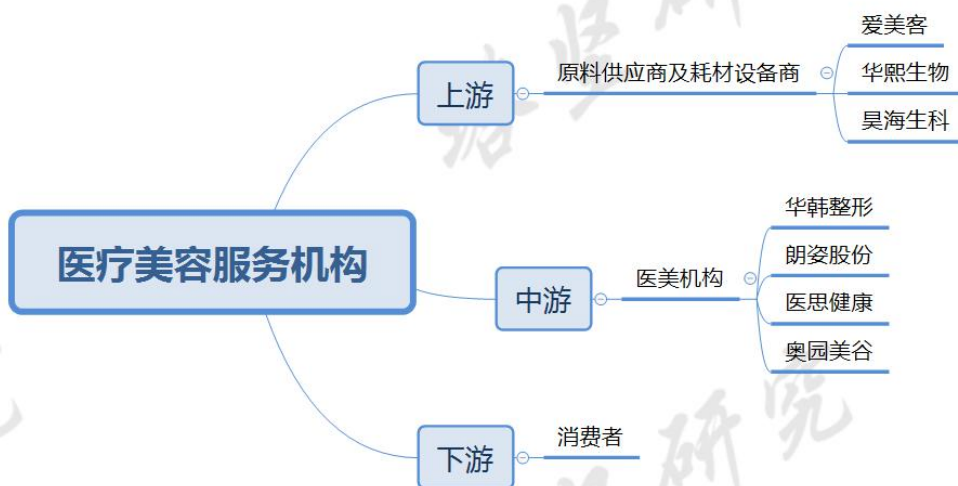 爱美客
上游
原料供应商及耗材设备商
华熙生物
昊海生科
医疗美容服务机构
华韩整形
朗姿股份
中游
医美机构
医思健康
奥园美谷
下游
消费者
研究